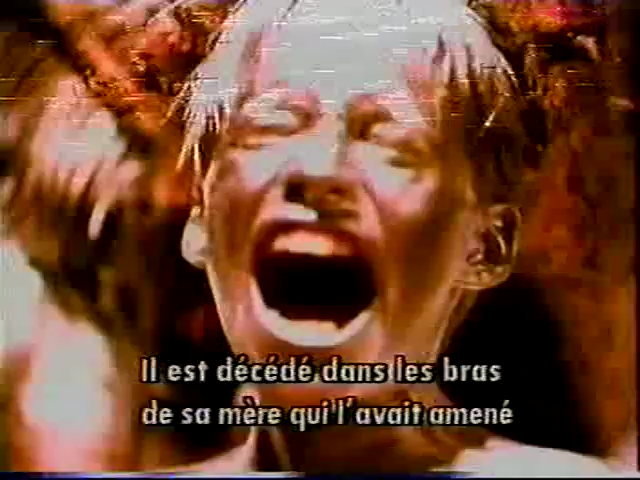 Il est décédé dans les bras
de sa mère qui l'avait amené